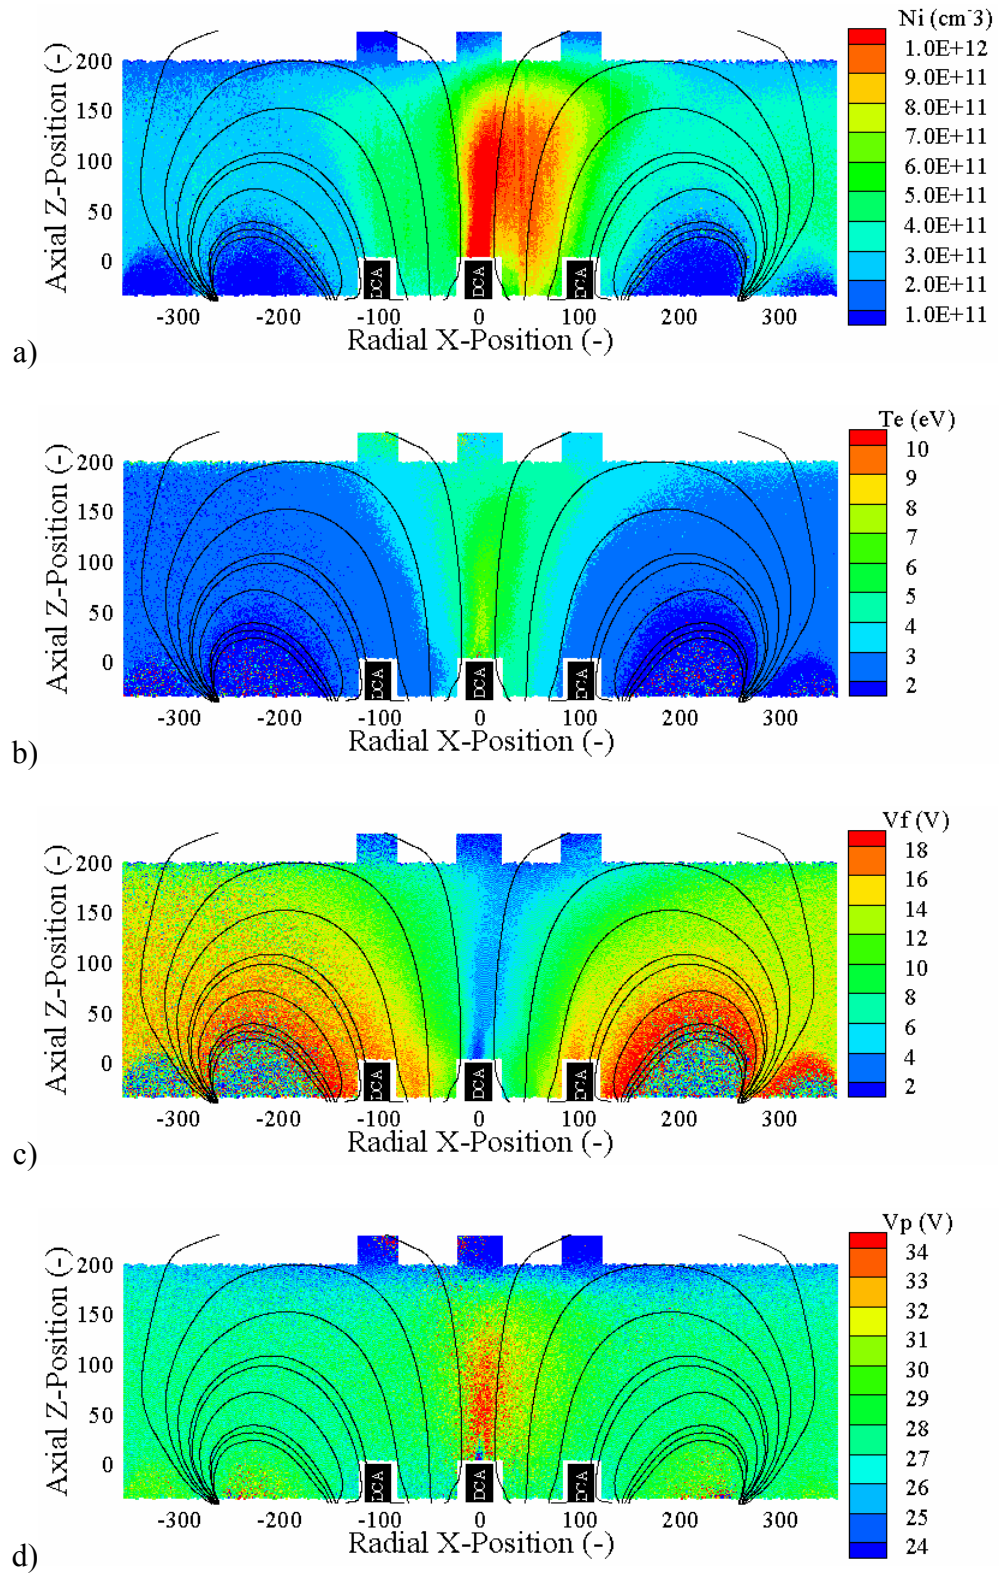 Ni (cm⁻3)
Axial Z-Position (-)
200
150
100
50
0
1.0E+12
9.0E+11
8.0E+11
7.0E+11
6.0E+11
5.0E+11
4.0E+11
3.0E+11
2.0E+11
1.0E+11
DCA DCA DCA
-300 -200 -100 0 100 200 300
Radial X-Position (-)
a)
Te (eV)
Axial Z-Position (-)
200
150
100
50
0
10
9
8
7
6
5
4
3
2
DCA DCA DCA
-300 -200 -100 0 100 200 300
Radial X-Position (-)
b)
Vf (V)
Axial Z-Position (-)
200
150
100
50
0
18
16
14
12
10
8
6
4
2
DCA DCA DCA
-300 -200 -100 0 100 200 300
Radial X-Position (-)
c)
Vp (V)
Axial Z-Position (-)
200
150
100
50
0
34
33
32
31
30
29
28
27
26
25
24
DCA DCA DCA
-300 -200 -100 0 100 200 300
Radial X-Position (-)
d)